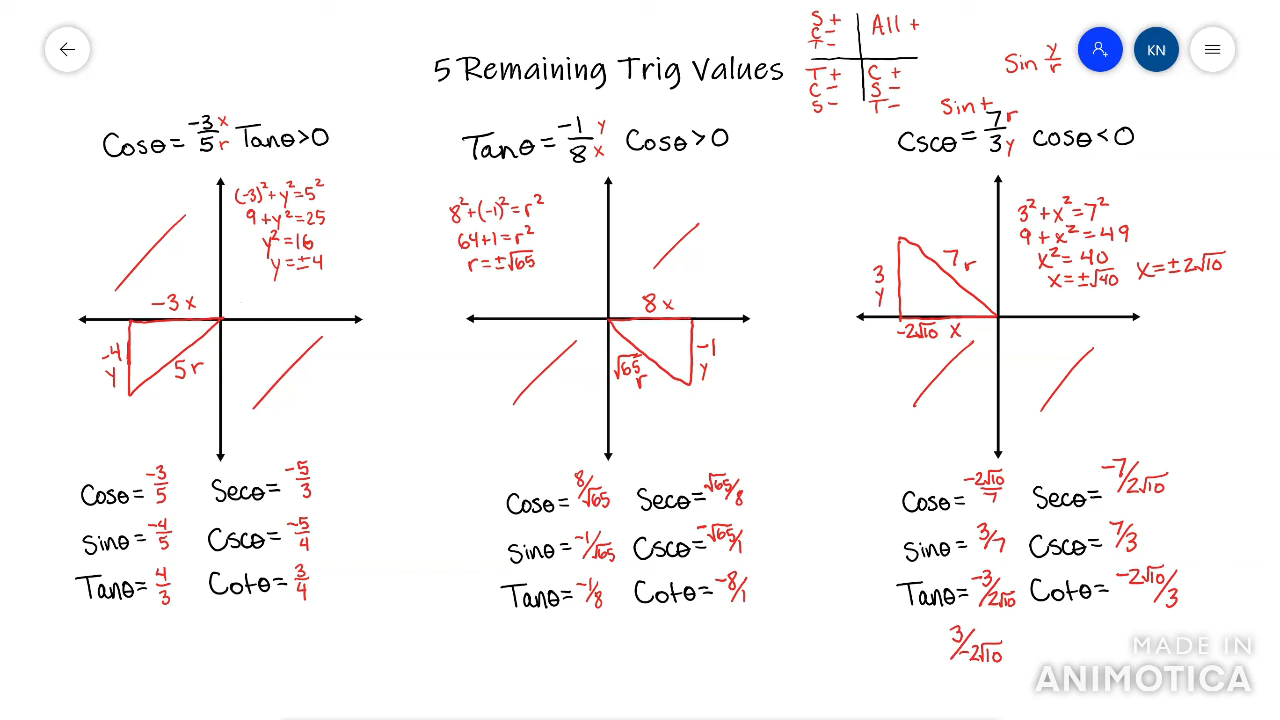 5 Remaining Trig Values
S +
C -
T -
All +
T +
C -
S -
C +
S -
T -
Sin y/r
KN
Cosθ = -3/5 x/r Tanθ > 0
(-3)² + y² = 5²
9 + y² = 25
y² = 16
y = ±4
-3 x
-4
y
5 r
Cosθ = -3/5 Secθ = -5/3
Sinθ = -4/5 Cscθ = -5/4
Tanθ = 4/3 Cotθ = 3/4
Tanθ = -1/8 y/x Cosθ > 0
8² + (-1)² = r²
64 + 1 = r²
r = ±√65
8 x
√65
r
-1
y
Cosθ = 8/√65 Secθ = √65/8
Sinθ = -1/√65 Cscθ = -√65/1
Tanθ = -1/8 Cotθ = -8/1
Sin +
Cscθ = 7/3 r/y Cosθ < 0
3² + x² = 7²
9 + x² = 49
x² = 40
x = ±√40 x = ±2√10
3
y
7 r
-2√10 x
Cosθ = -2√10/7 Secθ = -7/2√10
Sinθ = 3/7 Cscθ = 7/3
Tanθ = -3/2√10 Cotθ = -2√10/3
3/-2√10
MADE IN
ANIMOTICA